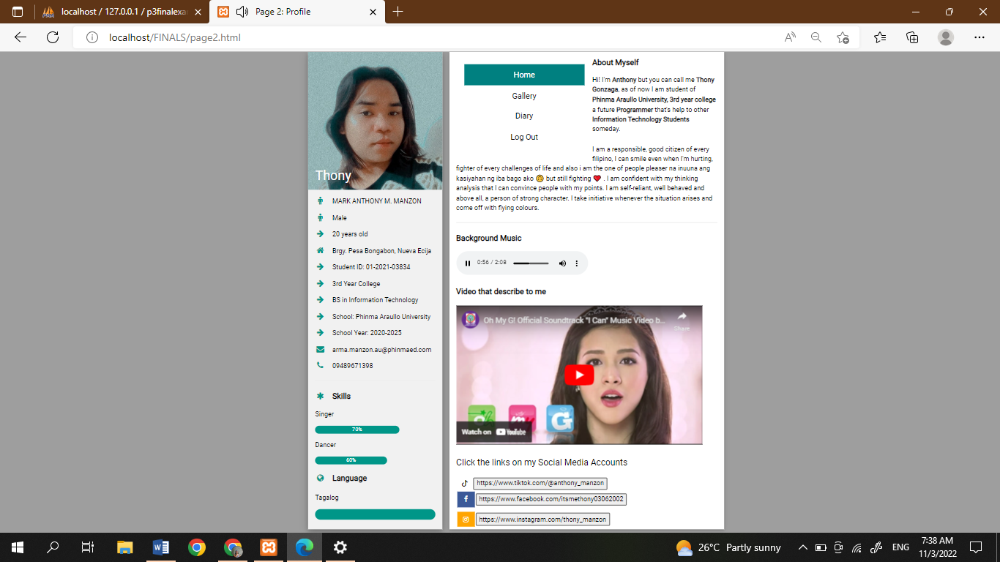 localhost / 127.0.0.1 / p3finalexa
Page 2: Profile
localhost/FINALS/page2.html
Thony
MARK ANTHONY M. MANZON
Male
20 years old
Brgy. Pesa Bongabon, Nueva Ecija
Student ID: 01-2021-03834
3rd Year College
BS in Information Technology
School: Phinma Araullo University
School Year: 2020-2025
arma.manzon.au@phinmaed.com
09489671398
Skills
Singer
70%
Dancer
60%
Language
Tagalog
Home
Gallery
Diary
Log Out
About Myself
Hi! I'm Anthony but you can call me Thony
Gonzaga, as of now I am student of
Phinma Araullo University, 3rd year college
a future Programmer that's help to other
Information Technology Students
someday.
I am a responsible, good citizen of every
filipino, I can smile even when I'm hurting,
fighter of every challenges of life and also i am the one of people pleaser na inuuna ang
kasiyahan ng iba bago ako 🙃 but still fighting ❤️ . I am confident with my thinking
analysis that I can convince people with my points. I am self-reliant, well behaved and
above all, a person of strong character. I take initiative whenever the situation arises and
come off with flying colours.
Background Music
0:56 / 2:08
Video that describe to me
Oh My G! Official Soundtrack "I Can" Music Video b...
Share
Watch on YouTube
Click the links on my Social Media Accounts
https://www.tiktok.com/@anthony_manzon
https://www.facebook.com/itsmethony03062002
https://www.instagram.com/thony_manzon
26°C Partly sunny
ENG
7:38 AM
11/3/2022